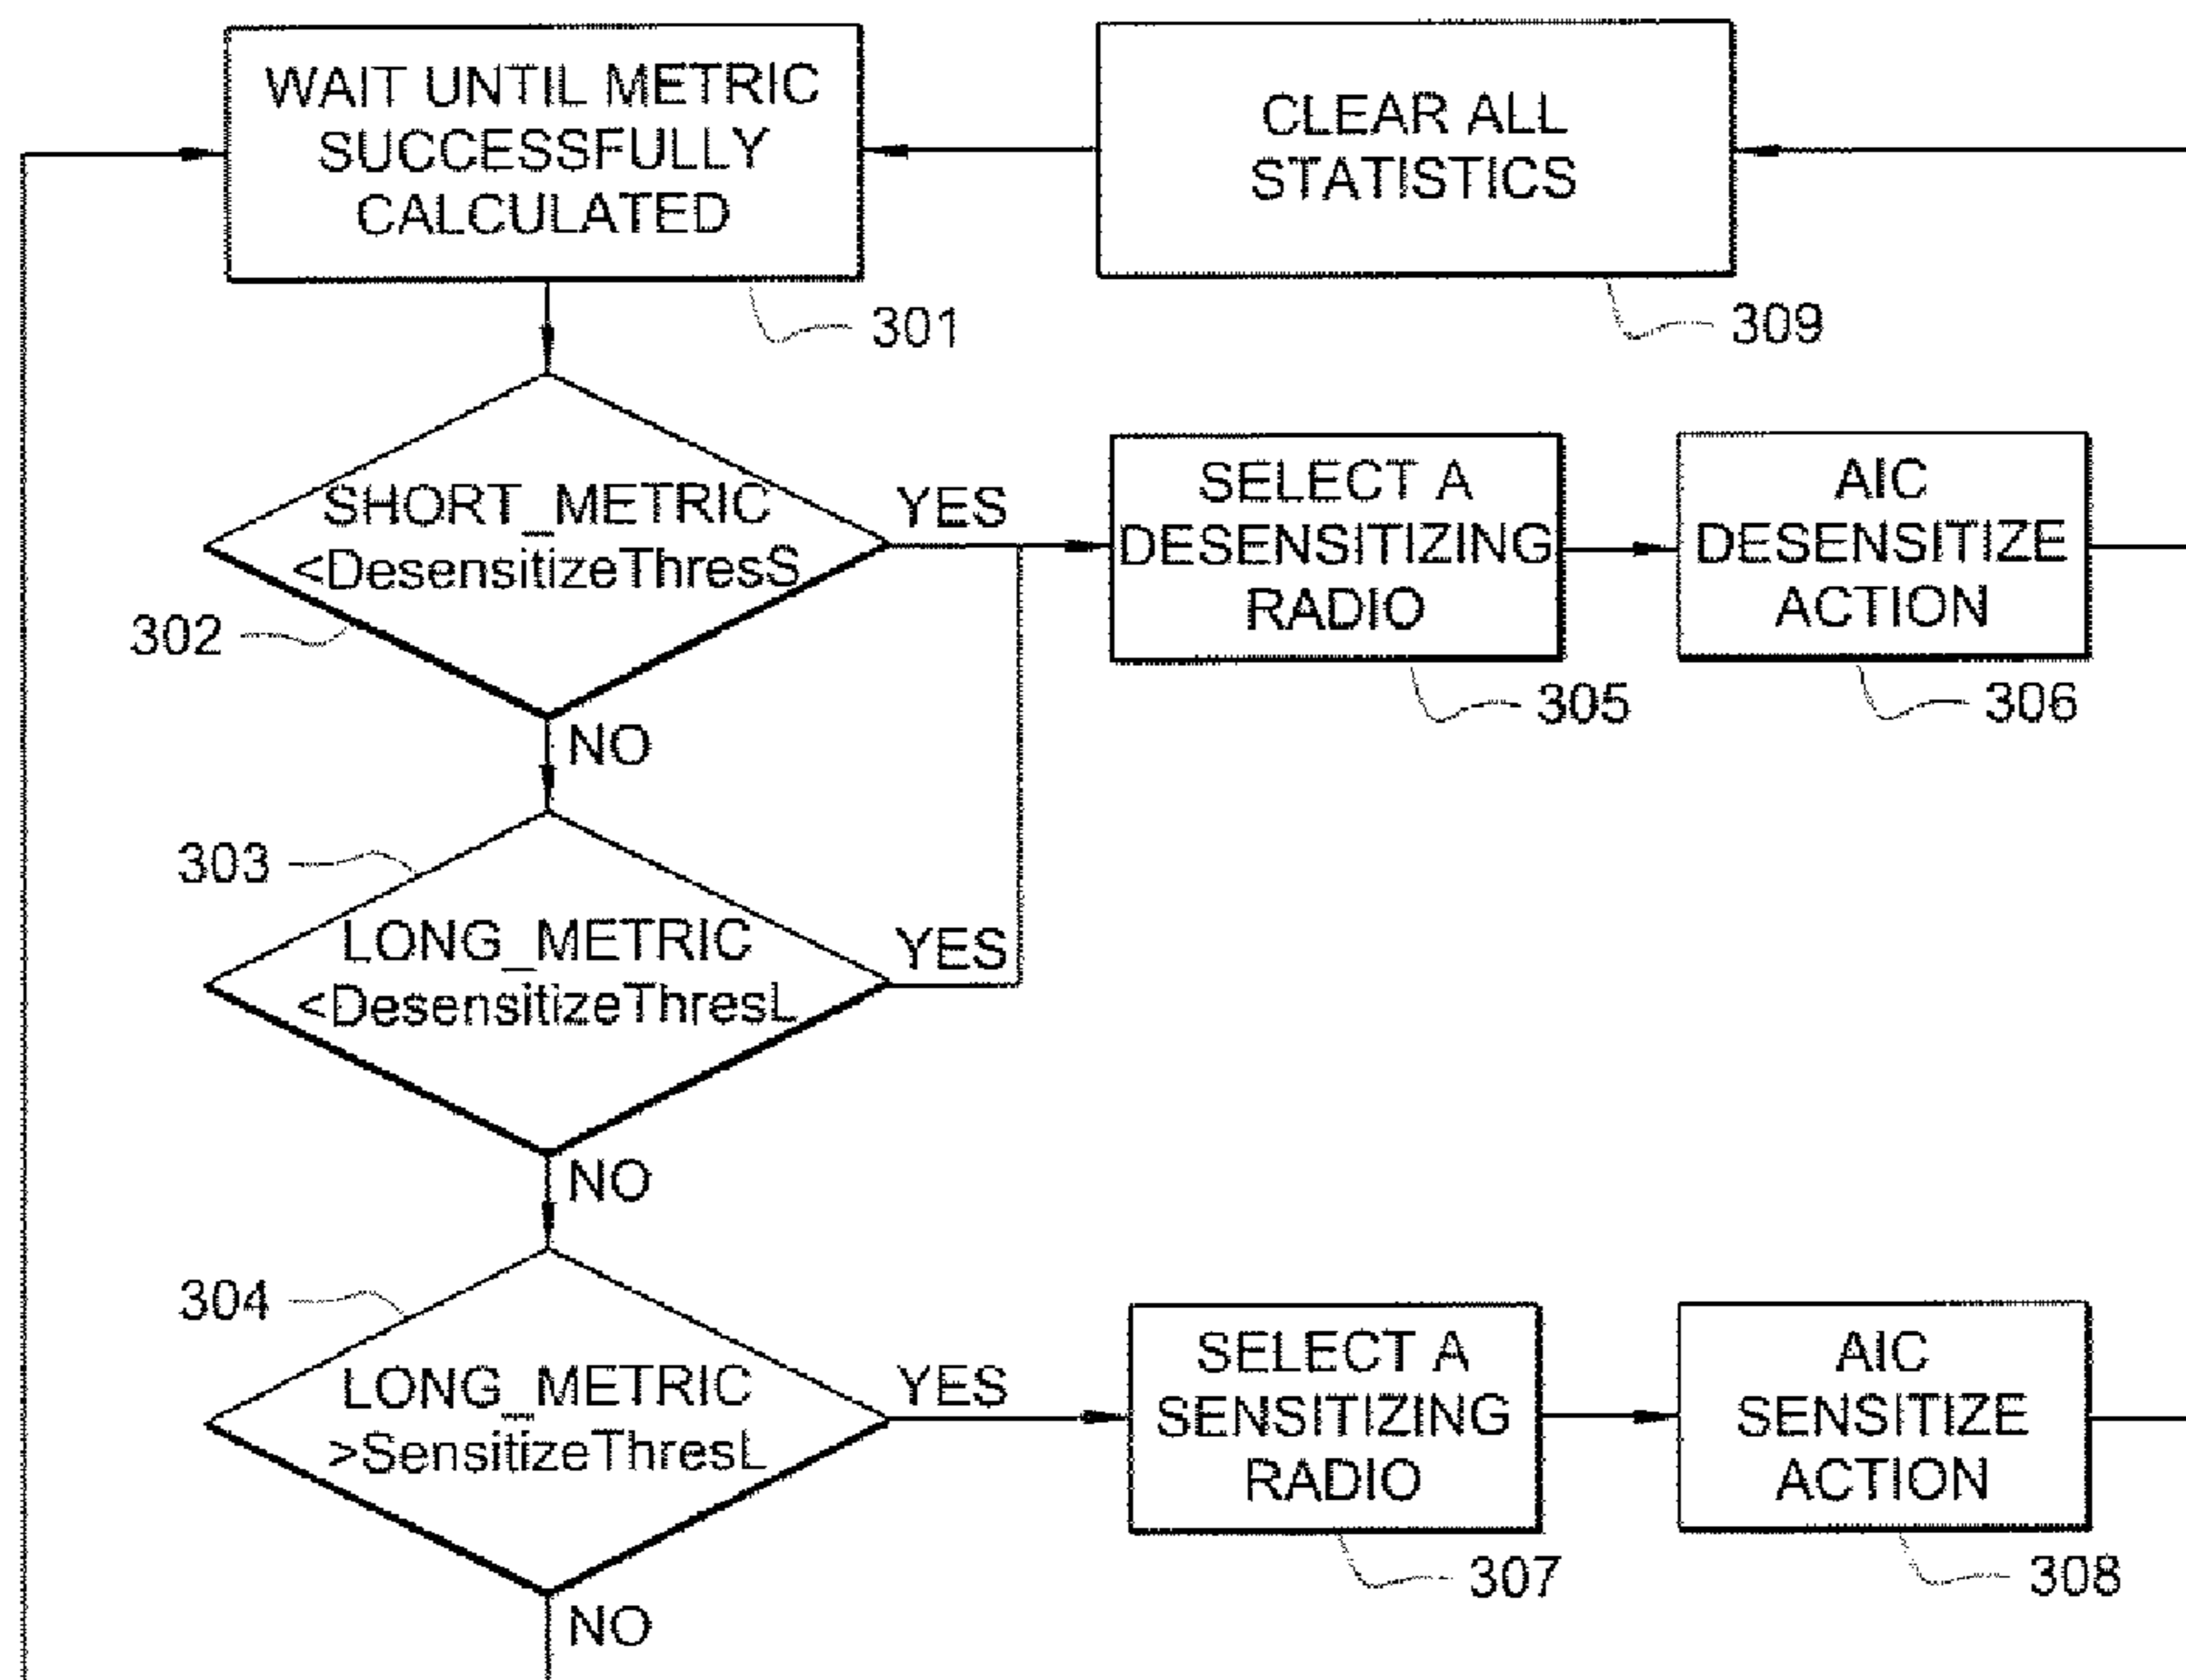 WAIT UNTIL METRIC
SUCCESSFULLY
CALCULATED
301
CLEAR ALL
STATISTICS
309
SHORT_METRIC
<DesensitizeThresS
302
YES
NO
SELECT A
DESENSITIZING
RADIO
305
AIC
DESENSITIZE
ACTION
306
303
LONG_METRIC
<DesensitizeThresL
YES
NO
304
LONG_METRIC
>SensitizeThresL
YES
NO
SELECT A
SENSITIZING
RADIO
307
AIC
SENSITIZE
ACTION
308